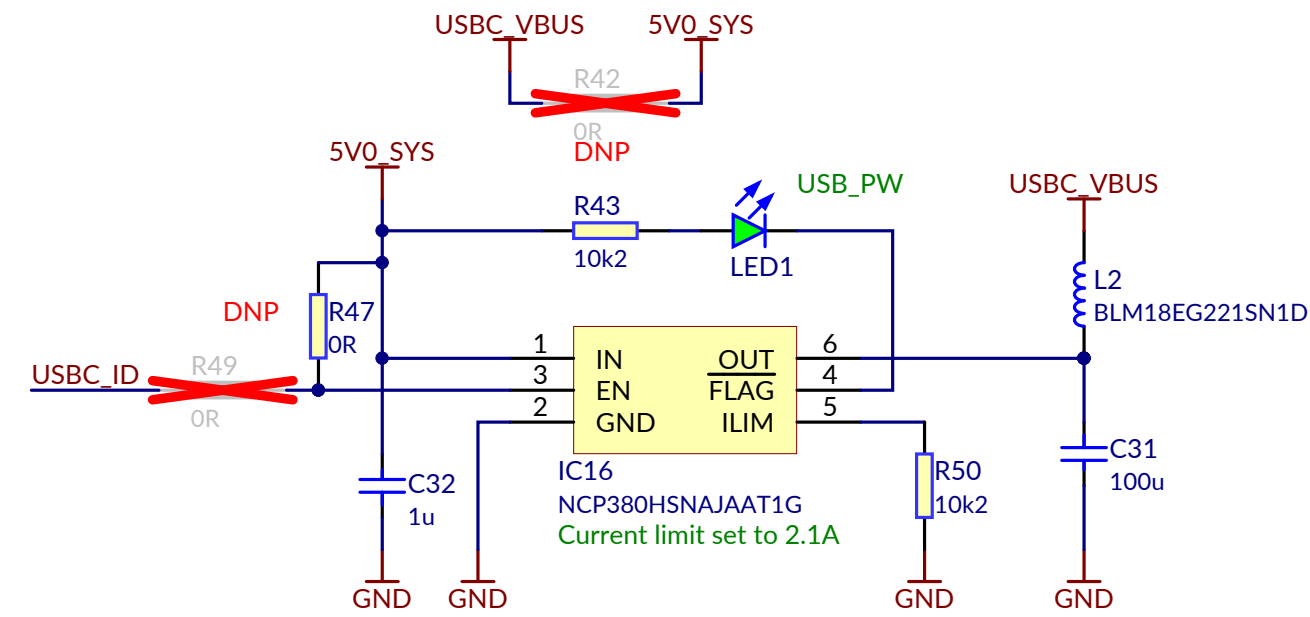 USBC_VBUS
5V0_SYS
R42
0R
DNP
5V0_SYS
R43
10k2
USB_PW
LED1
USBC_VBUS
L2
BLM18EG221SN1D
DNP
R47
0R
USBC_ID
R49
0R
1
3
2
IN
EN
GND
OUT
FLAG
ILIM
6
4
5
IC16
NCP380HSNAJAAT1G
Current limit set to 2.1A
C32
1u
R50
10k2
C31
100u
GND
GND
GND
GND